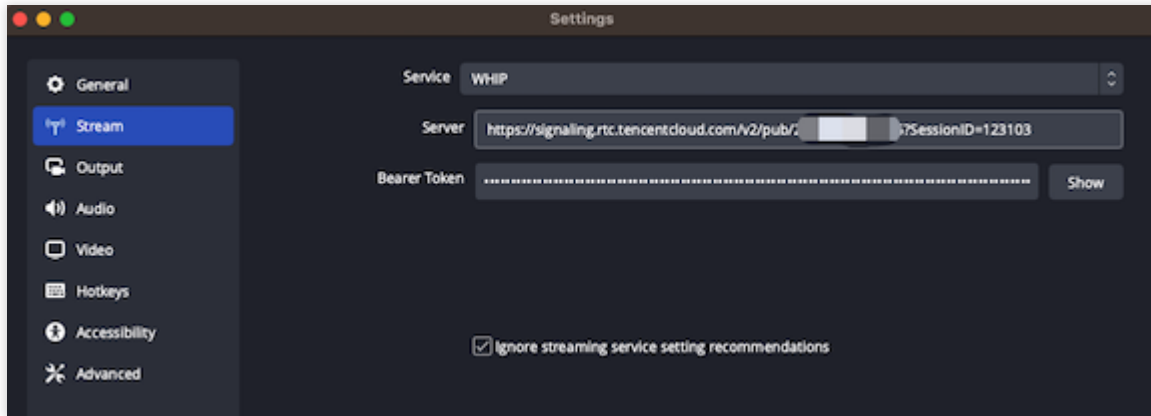 Settings
General
Stream
Output
Audio
Video
Hotkeys
Accessibility
Advanced
Service WHIP
Server https://signaling.rtc.tencentcloud.com/v2/pub/2 ?SessionID=123103
Bearer Token Show
Ignore streaming service setting recommendations